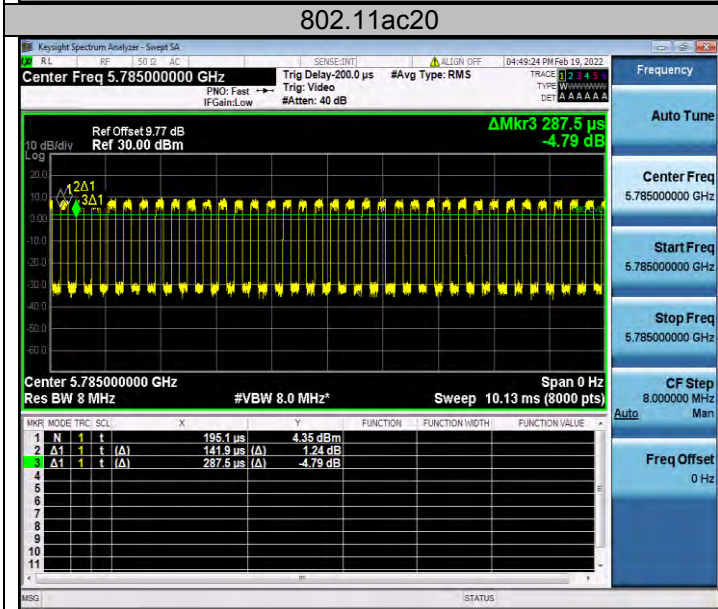 802.11ac20
Keysight Spectrum Analyzer - Swept SA
RL RF 50 Ω AC SENSE:INT ALIGN OFF 04:49:24 PM Feb 19, 2022
Center Freq 5.785000000 GHz
PNO: Fast
IFGain:Low
Trig Delay-200.0 µs
Trig: Video
#Atten: 40 dB
#Avg Type: RMS
TRACE 1 2 3 4 5 6
TYPE W
DET A A A A A A
ΔMkr3 287.5 µs
-4.79 dB
Ref Offset 9.77 dB
10 dB/div Ref 30.00 dBm
Log
20.0
10.0
0.00
-10.0
-20.0
-30.0
-40.0
-50.0
-60.0
2Δ1
3Δ1
Center 5.785000000 GHz Span 0 Hz
Res BW 8 MHz #VBW 8.0 MHz* Sweep 10.13 ms (8000 pts)
MKR MODE TRC SCL X Y FUNCTION FUNCTION WIDTH FUNCTION VALUE
1 N 1 t 195.1 µs 4.35 dBm
2 Δ1 1 t (Δ) 141.9 µs (Δ) 1.24 dB
3 Δ1 1 t (Δ) 287.5 µs (Δ) -4.79 dB
4
5
6
7
8
9
10
11
MSG STATUS
Frequency
Auto Tune
Center Freq
5.785000000 GHz
Start Freq
5.785000000 GHz
Stop Freq
5.785000000 GHz
CF Step
8.000000 MHz
Auto Man
Freq Offset
0 Hz